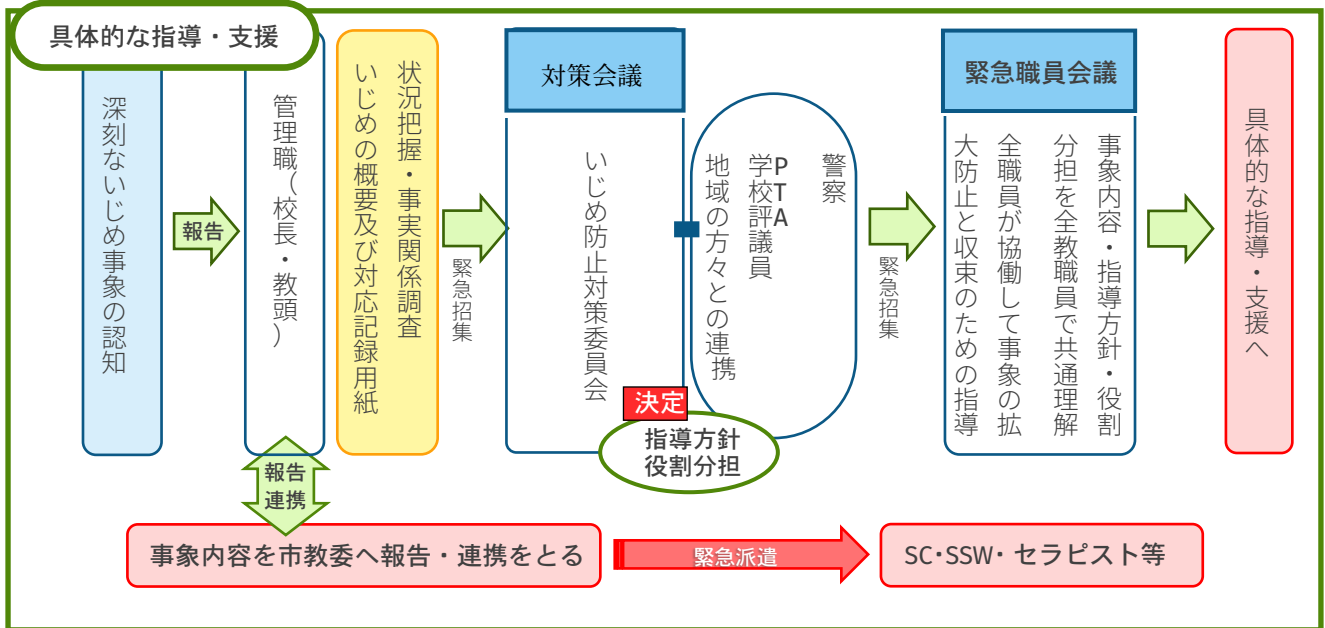 具体的な指導・支援
深刻ないじめ事象の認知
報告
管理職(校長・教頭)
状況把握・事実関係調査
いじめの概要及び対応記録用紙
緊急招集
対策会議
いじめ防止対策委員会
警察
PTA
学校評議員
地域の方々との連携
決定
指導方針
役割分担
緊急招集
緊急職員会議
事象内容・指導方針・役割
分担を全教職員で共通理解
全職員が協働して事象の拡
大防止と収束のための指導
具体的な指導・支援へ
報告
連携
事象内容を市教委へ報告・連携をとる
緊急派遣
SC・SSW・セラピスト等